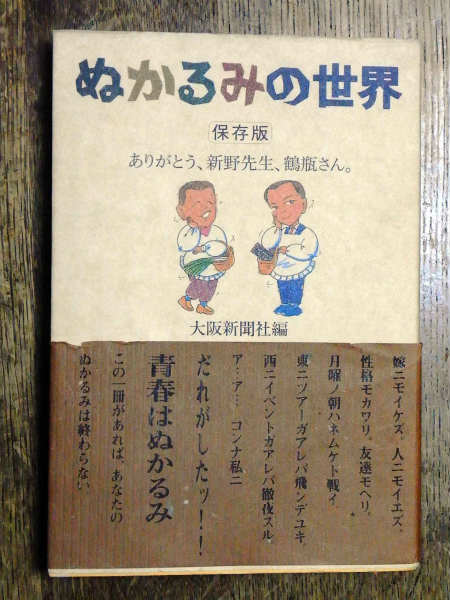 ぬかるみの世界
保存版
ありがとう、新野先生、鶴瓶さん。
大阪新聞社編
嫁ニモイケズ、人ニモイエズ、
性格モカワリ、友達モヘリ、
月曜ノ朝ハネムケト戦イ
東ニツアーガアレバ飛ンデユキ、
西ニイベントガアレバ徹夜スル
ア…ア… コンナ私ニ
だれがしたッ!!
青春はぬかるみ
この一冊があれば、あなたの
ぬかるみは終わらない